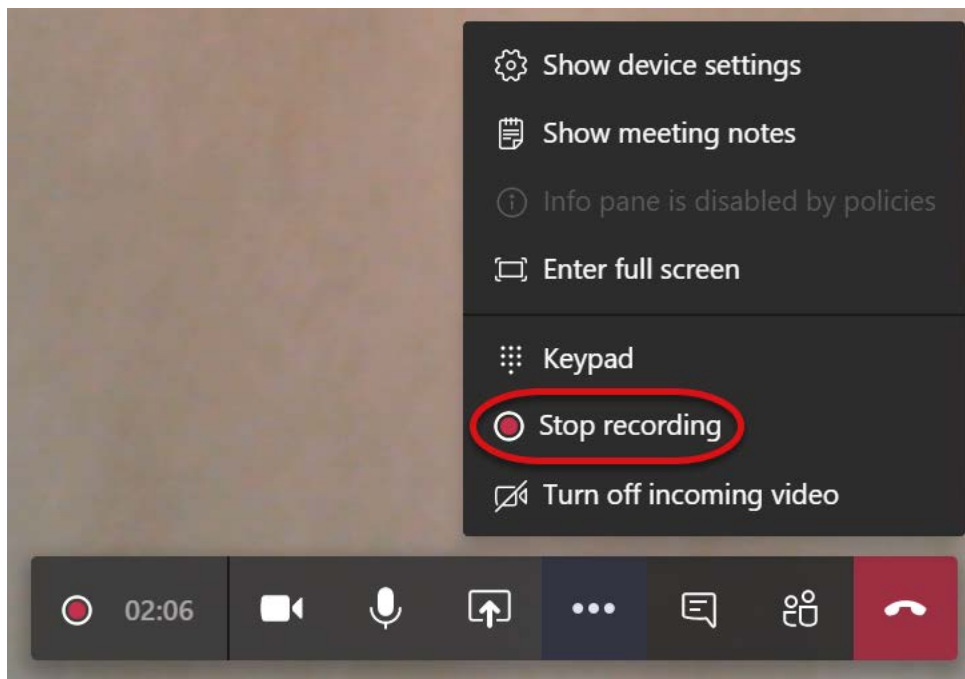 Show device settings
Show meeting notes
Info pane is disabled by policies
Enter full screen
Keypad
Stop recording
Turn off incoming video
02:06